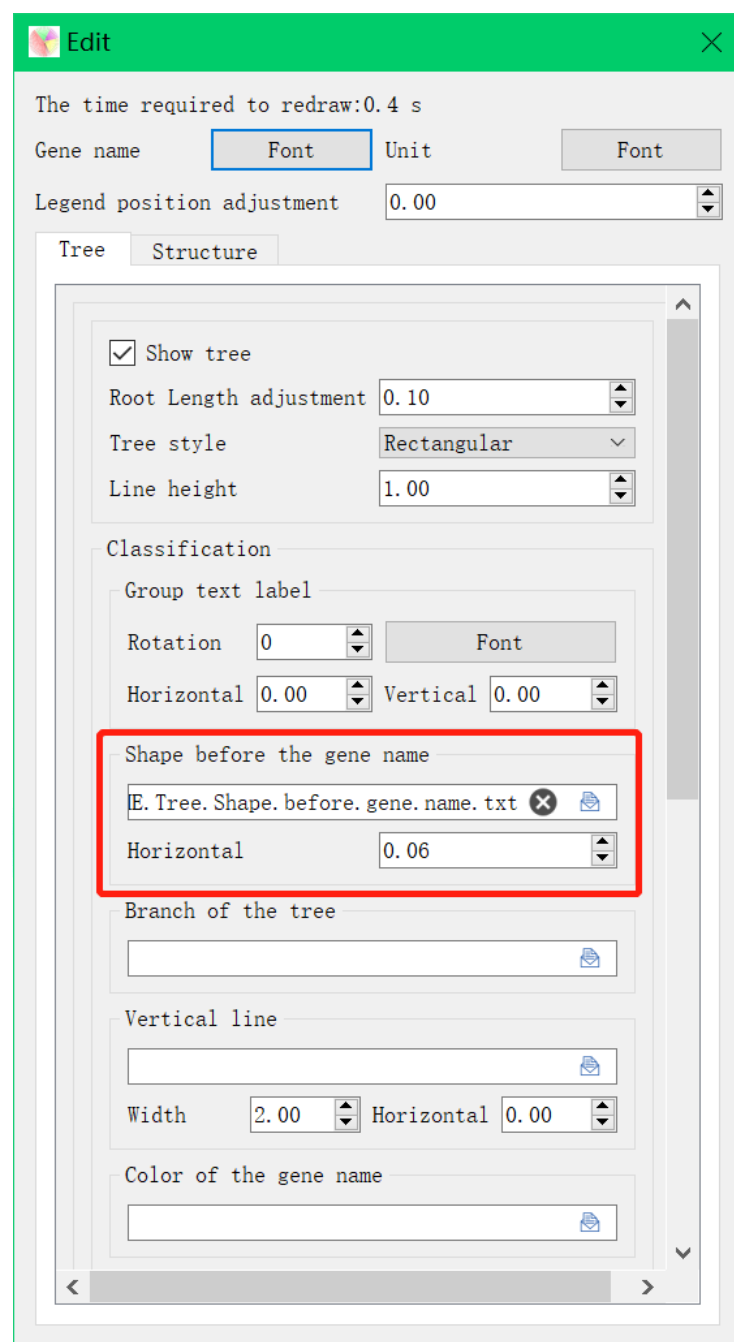 Edit
The time required to redraw:0.4 s
Gene name Font Unit Font
Legend position adjustment 0.00
Tree Structure
Show tree
Root Length adjustment 0.10
Tree style Rectangular
Line height 1.00
Classification
Group text label
Rotation 0 Font
Horizontal 0.00 Vertical 0.00
Shape before the gene name
E.Tree.Shape.before.gene.name.txt
Horizontal 0.06
Branch of the tree
Vertical line
Width 2.00 Horizontal 0.00
Color of the gene name